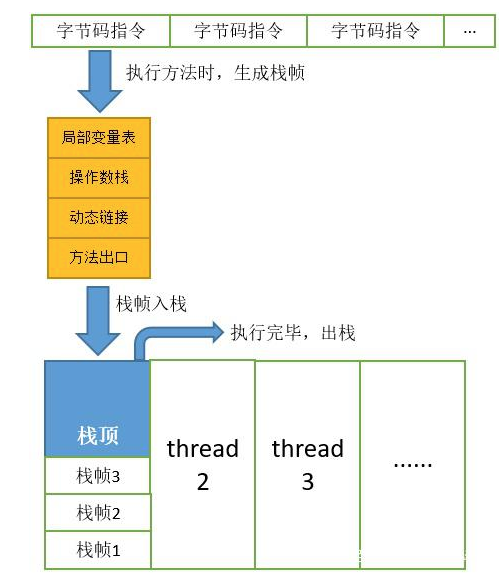 字节码指令 字节码指令 字节码指令 ...
执行方法时，生成栈帧
局部变量表
操作数栈
动态链接
方法出口
栈帧入栈
执行完毕，出栈
栈顶
栈帧3
栈帧2
栈帧1
thread
2
thread
3
......